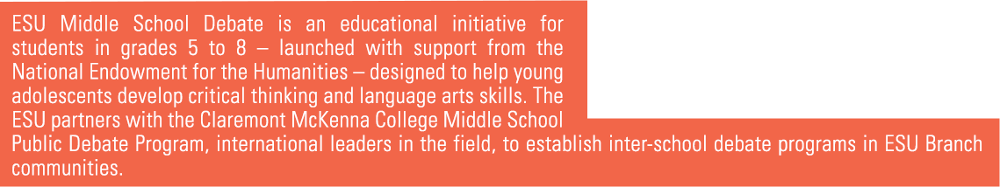 ESU Middle School Debate is an educational initiative for
students in grades 5 to 8 – launched with support from the
National Endowment for the Humanities – designed to help young
adolescents develop critical thinking and language arts skills. The
ESU partners with the Claremont McKenna College Middle School
Public Debate Program, international leaders in the field, to establish inter-school debate programs in ESU Branch
communities.